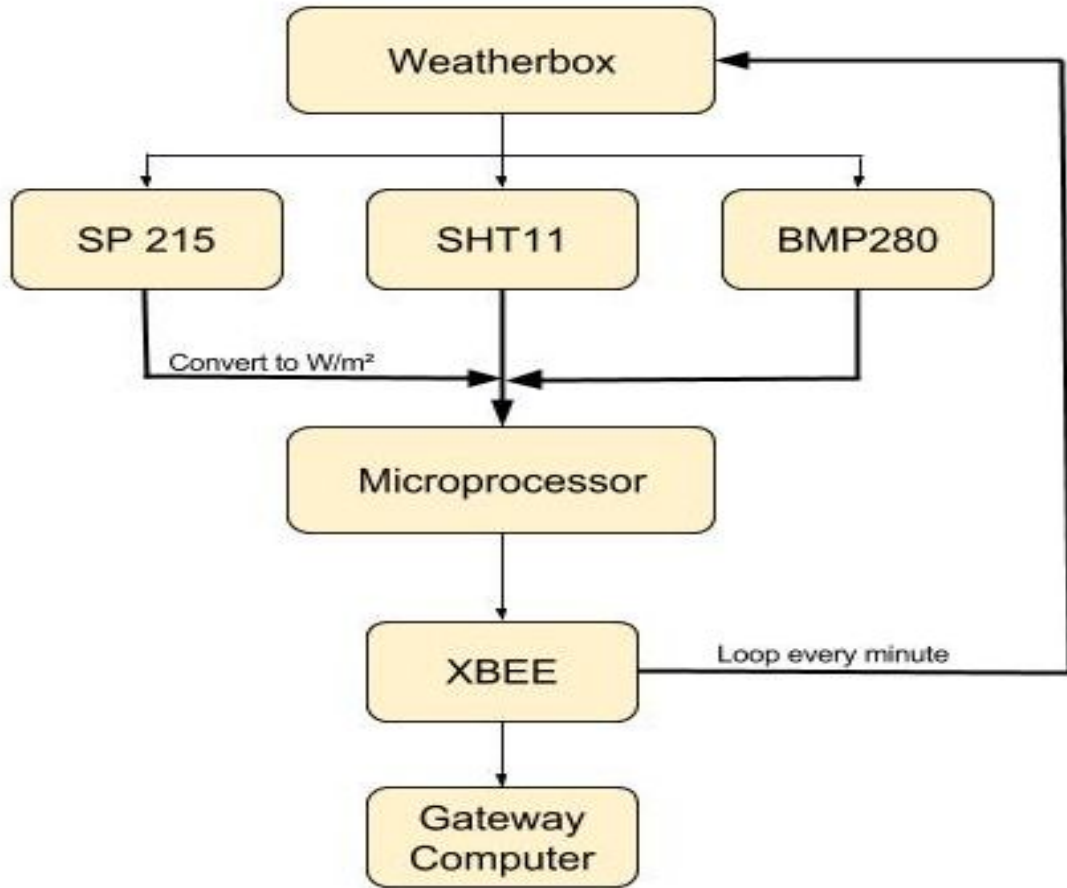 Weatherbox
SP 215
SHT11
BMP280
Convert to W/m²
Microprocessor
XBEE
Loop every minute
Gateway
Computer